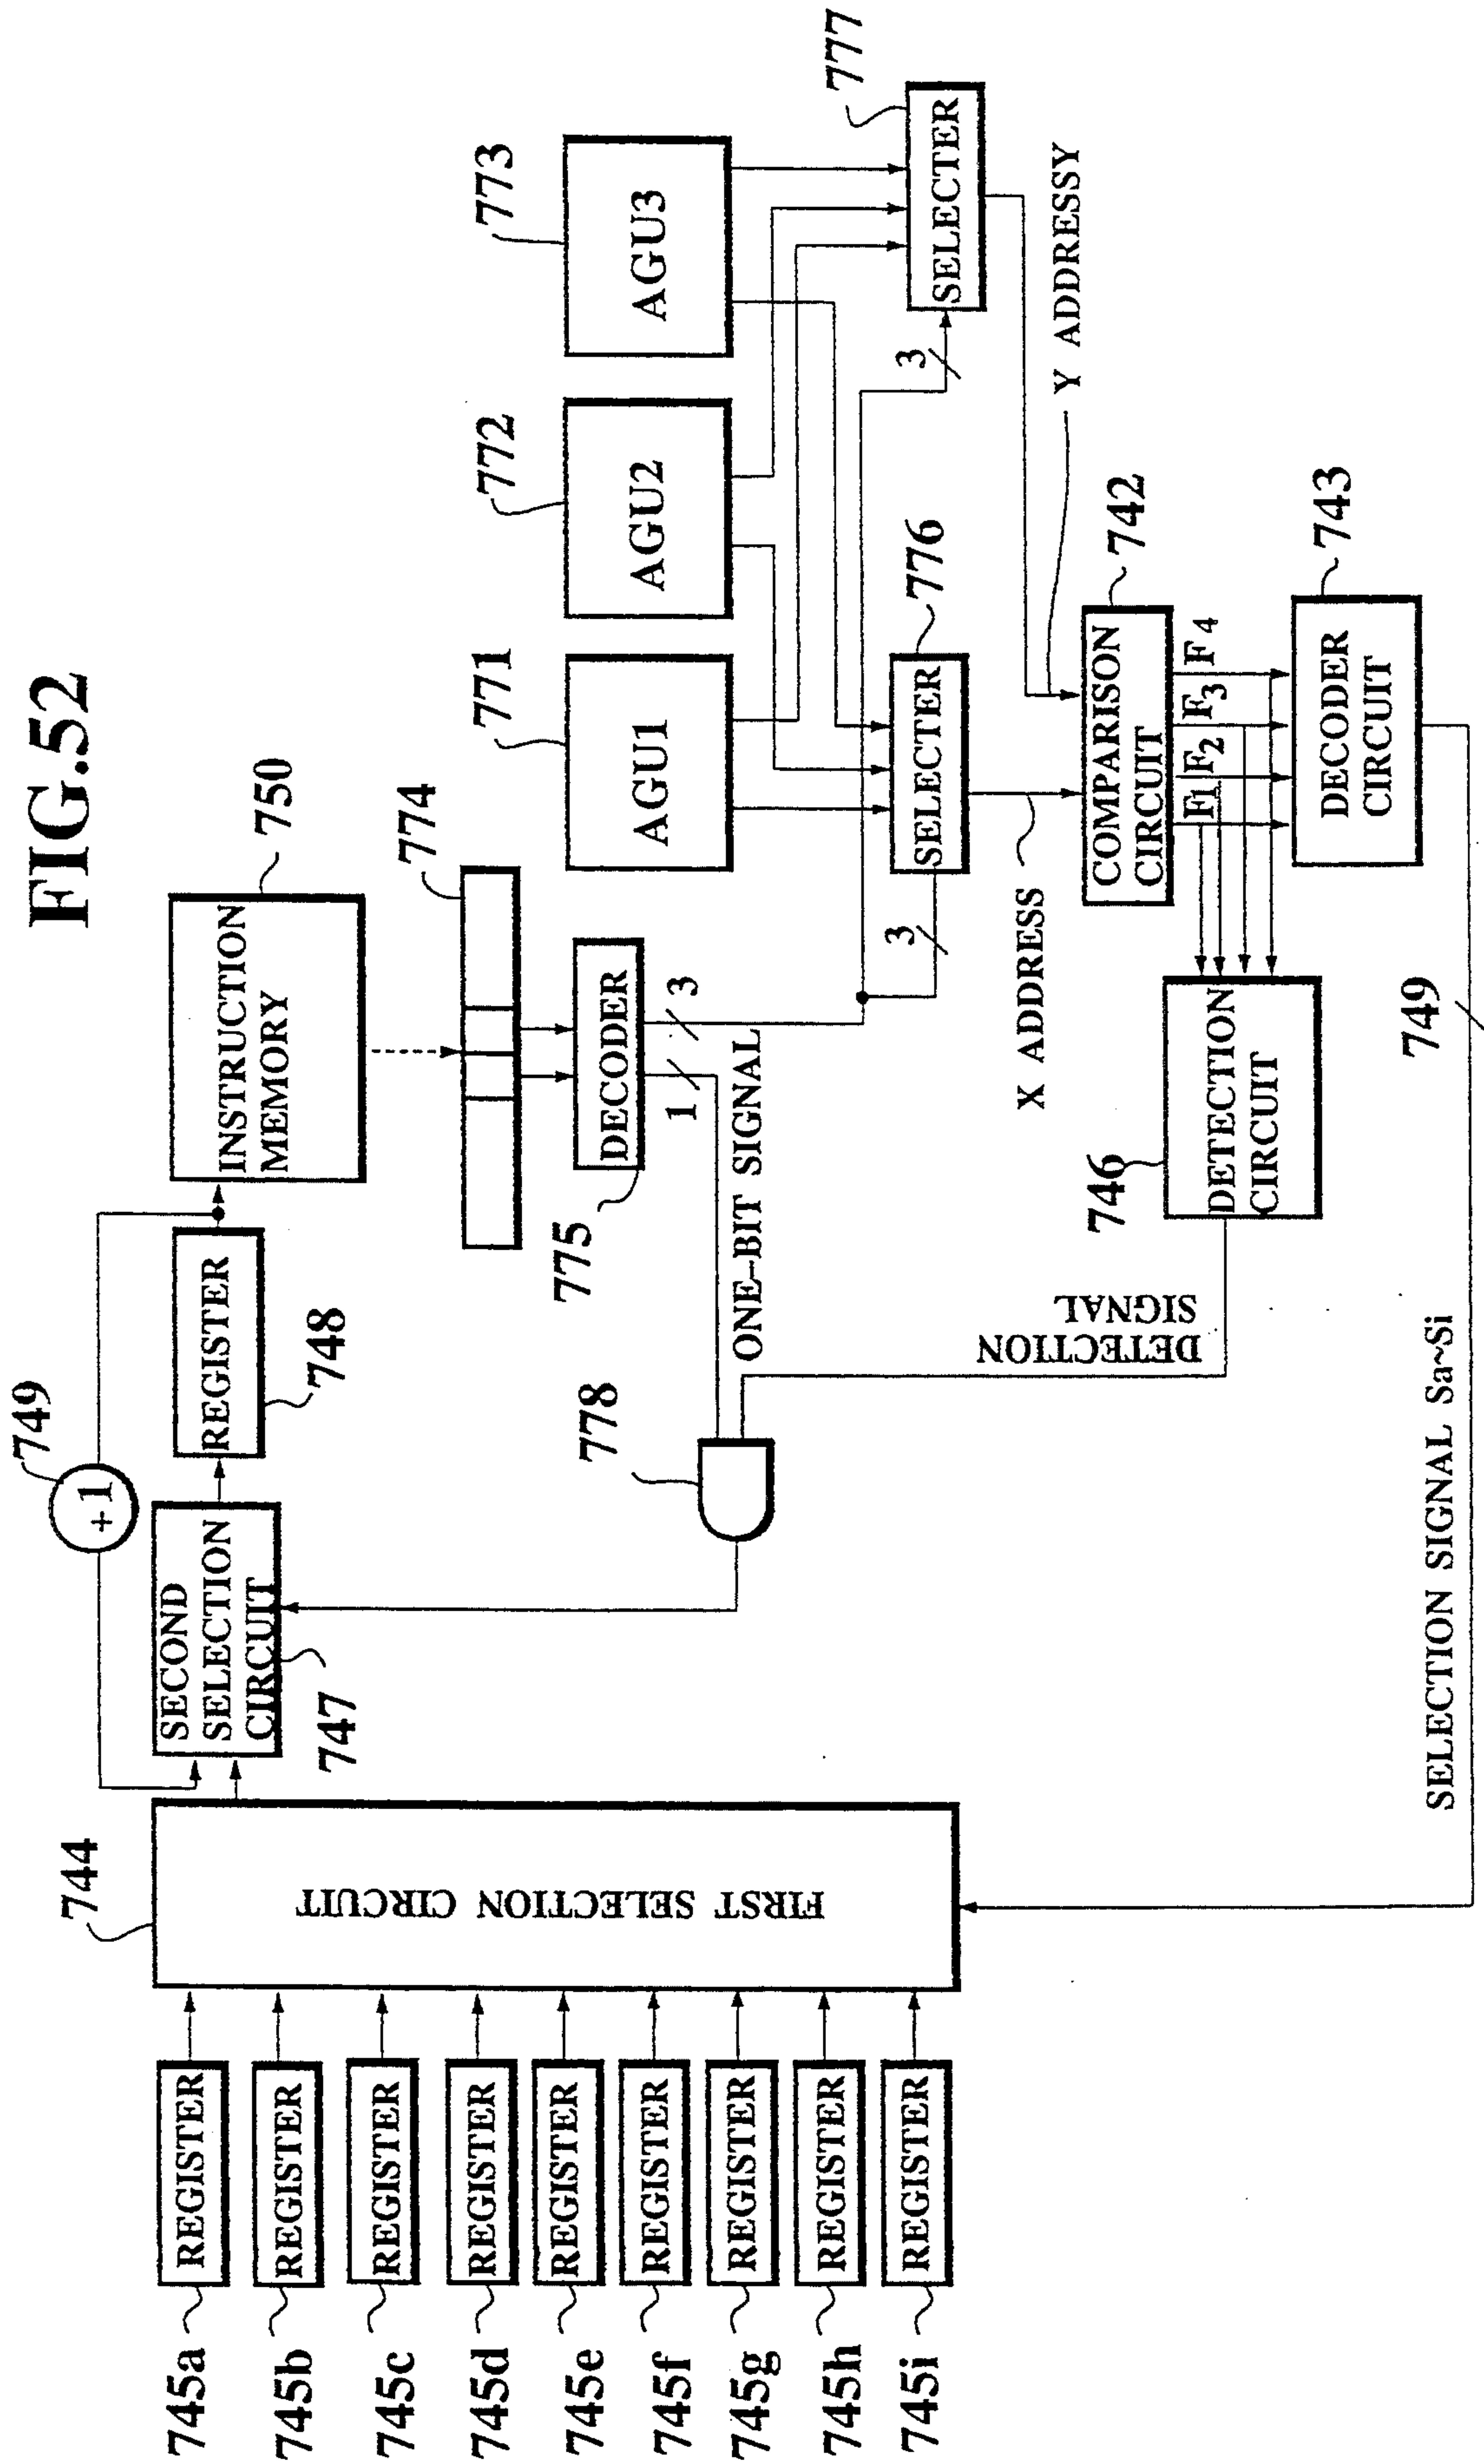 FIG.52
749
750
SECOND
SELECTION
CIRCUIT
747
+1
REGISTER
748
INSTRUCTION
MEMORY
774
744
FIRST SELECTION CIRCUIT
745a
REGISTER
745b
REGISTER
745c
REGISTER
745d
REGISTER
745e
REGISTER
745f
REGISTER
745g
REGISTER
745h
REGISTER
745i
REGISTER
775
DECODER
1
3
ONE-BIT SIGNAL
778
DETECTION
SIGNAL
771
AGU1
772
AGU2
773
AGU3
776
SELECTER
3
777
SELECTER
3
X ADDRESS
Y ADDRESSY
742
COMPARISON
CIRCUIT
F1
F2
F3
F4
746
DETECTION
CIRCUIT
743
DECODER
CIRCUIT
749
SELECTION SIGNAL Sa~Si